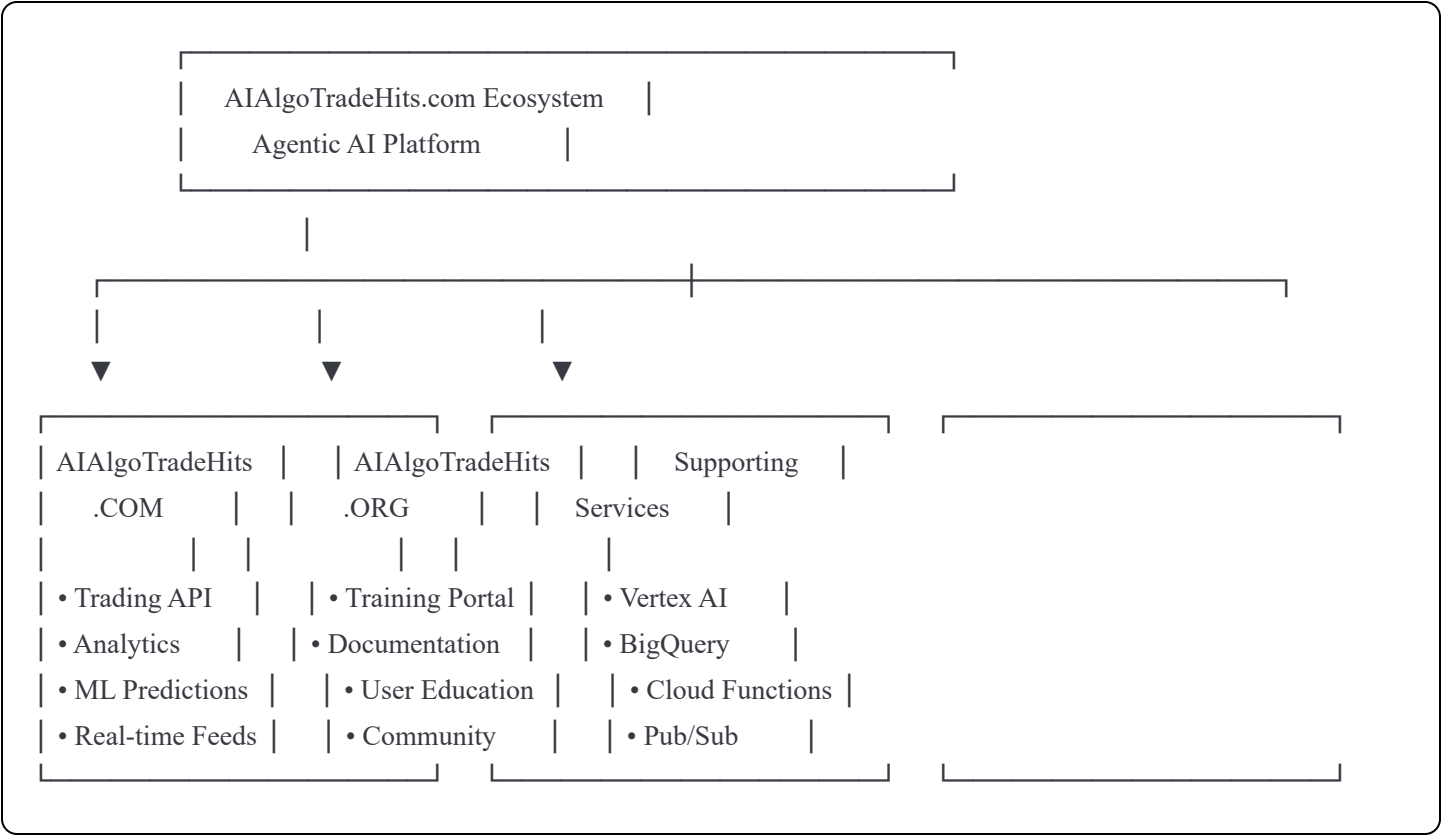 AIAlgoTradeHits.com Ecosystem
Agentic AI Platform
AIAlgoTradeHits AIAlgoTradeHits Supporting
.COM .ORG Services
• Trading API • Training Portal • Vertex AI
• Analytics • Documentation • BigQuery
• ML Predictions • User Education • Cloud Functions
• Real-time Feeds • Community • Pub/Sub